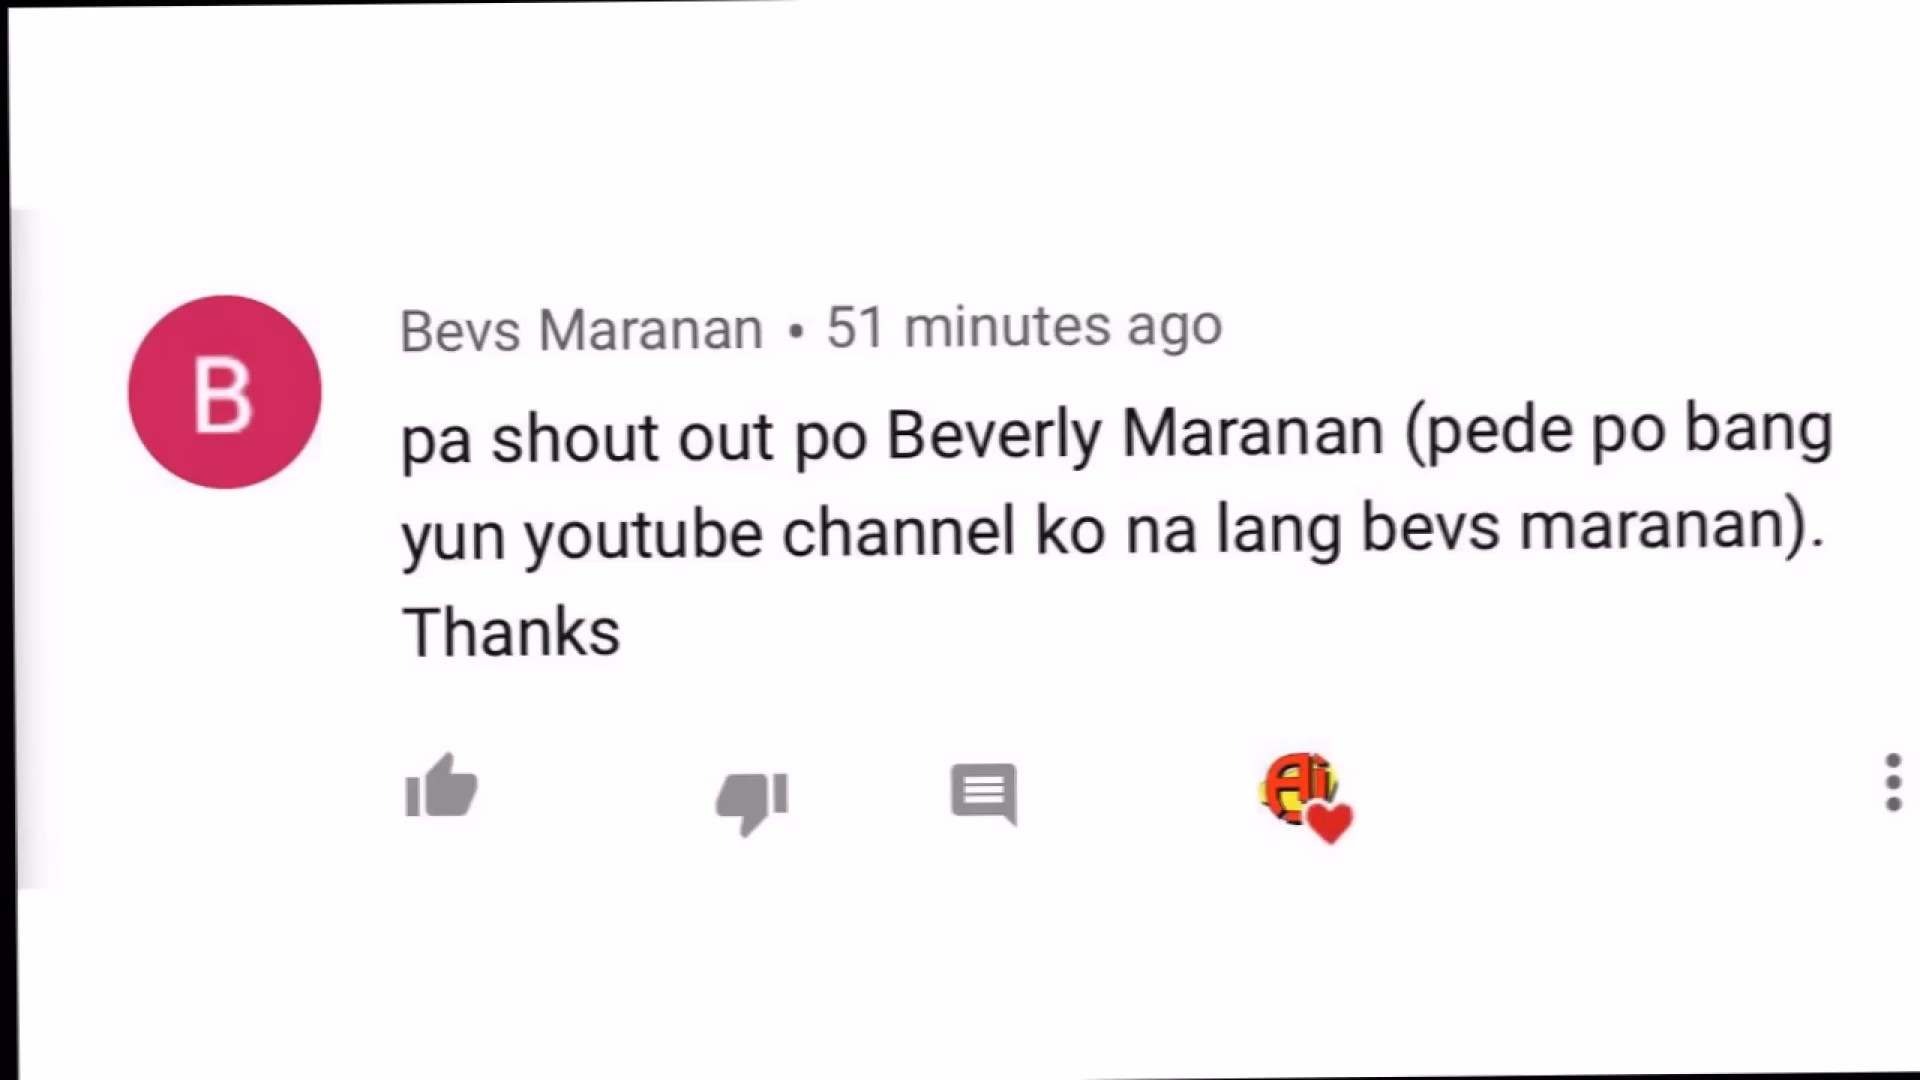 B
Bevs Maranan • 51 minutes ago
pa shout out po Beverly Maranan (pede po bang
yun youtube channel ko na lang bevs maranan).
Thanks
Ai